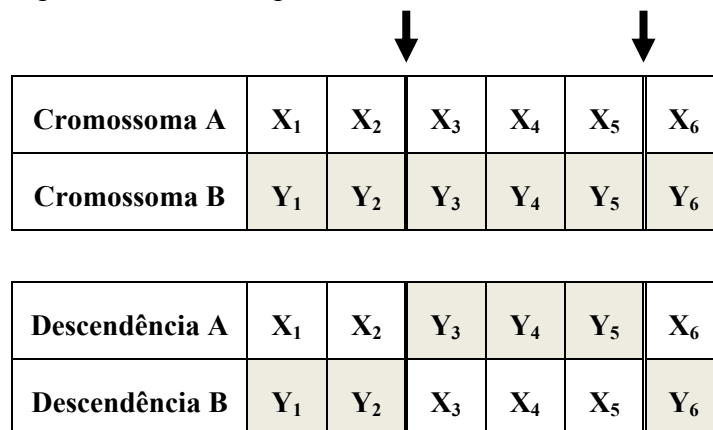 Cromossoma A X₁ X₂ X₃ X₄ X₅ X₆
Cromossoma B Y₁ Y₂ Y₃ Y₄ Y₅ Y₆
Descendência A X₁ X₂ Y₃ Y₄ Y₅ X₆
Descendência B Y₁ Y₂ X₃ X₄ X₅ Y₆